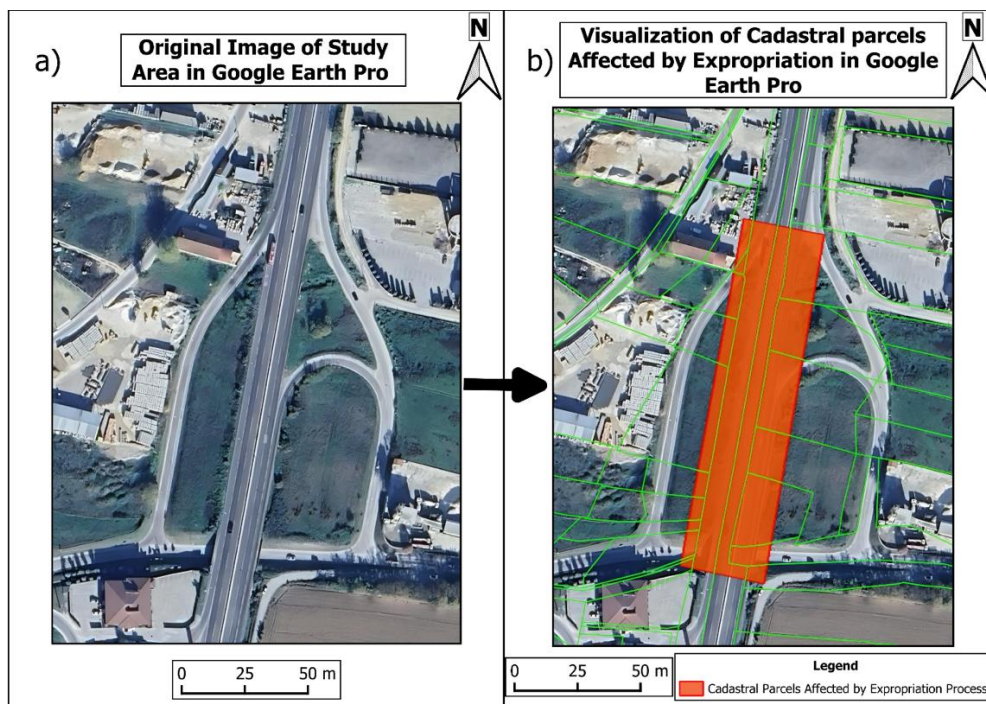 a)
Original Image of Study
Area in Google Earth Pro
N
0 25 50 m
b)
Visualization of Cadastral parcels
Affected by Expropriation in Google
Earth Pro
N
0 25 50 m
Legend
Cadastral Parcels Affected by Expropriation Process